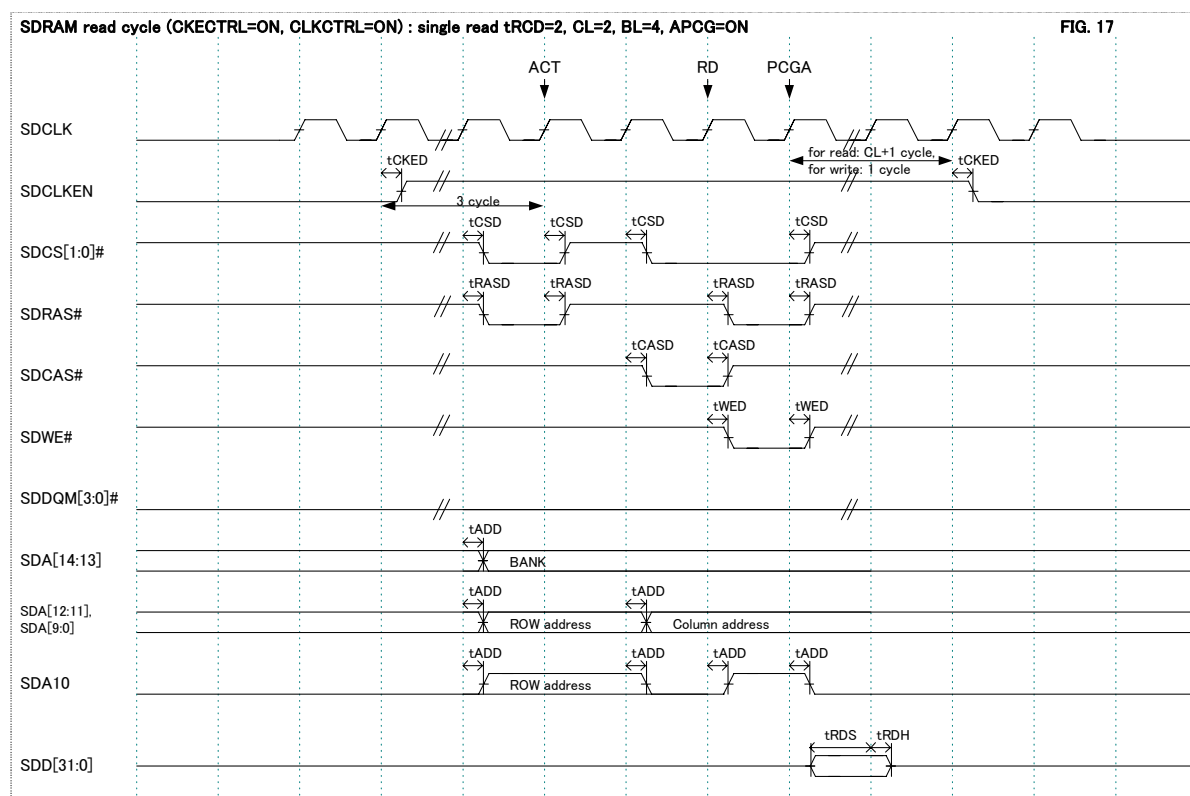 SDRAM read cycle (CKECTRL=ON, CLKCTRL=ON) : single read tRCD=2, CL=2, BL=4, APCG=ON FIG. 17
ACT RD PCGA
SDCLK
for read: CL+1 cycle,
for write: 1 cycle
tCKED tCKED
SDCLKEN
3 cycle
tCSD tCSD tCSD tCSD
SDCS[1:0]#
tRASD tRASD tRASD tRASD
SDRAS#
tCASD tCASD
SDCAS#
tWED tWED
SDWE#
SDDQM[3:0]#
tADD
SDA[14:13] BANK
tADD tADD
SDA[12:11],
SDA[9:0] ROW address Column address
tADD tADD tADD tADD
SDA10 ROW address
tRDS tRDH
SDD[31:0]